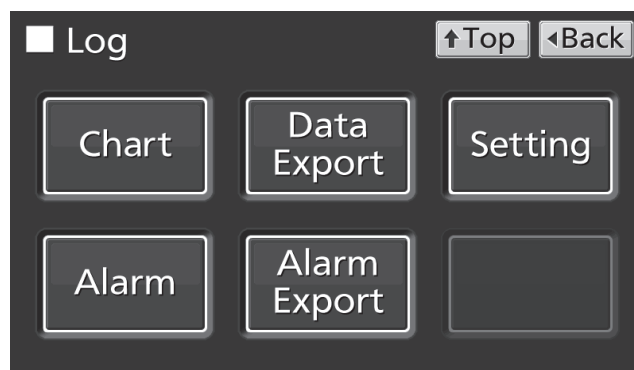 Log
↑Top
◂Back
Chart
Data
Export
Setting
Alarm
Alarm
Export